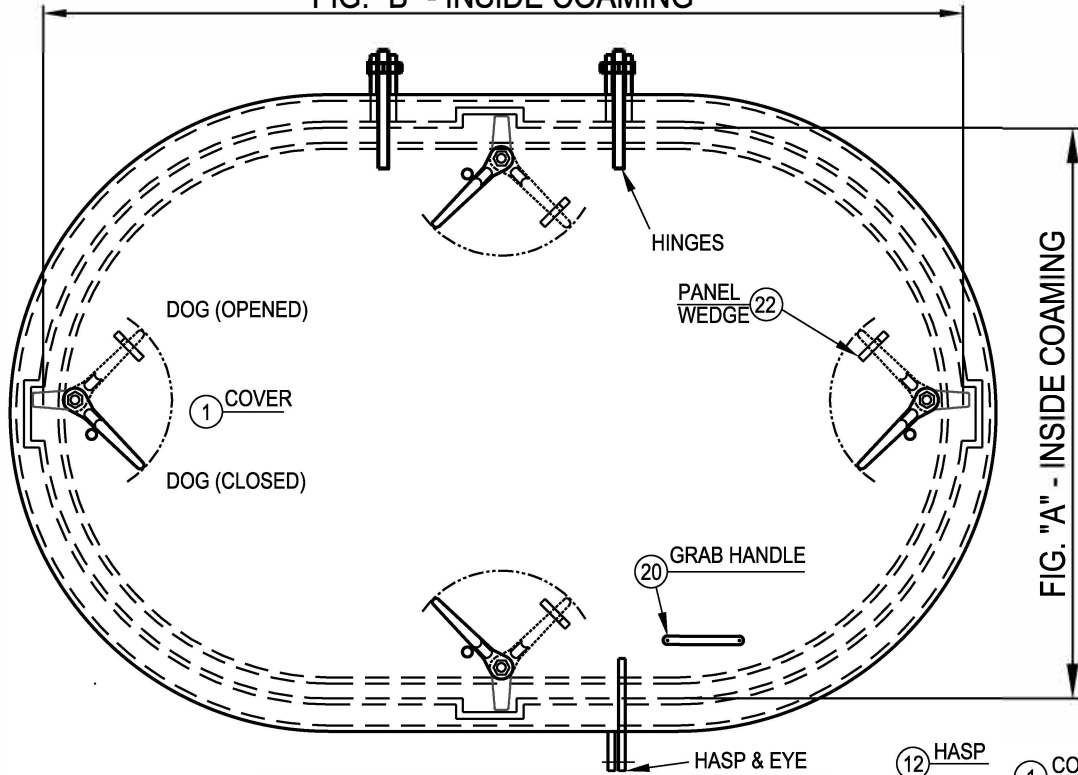 FIG. "B" - INSIDE COAMING
HINGES
PANEL
WEDGE 22
DOG (OPENED)
1 COVER
DOG (CLOSED)
FIG. "A" - INSIDE COAMING
20 GRAB HANDLE
HASP & EYE
12 HASP
1